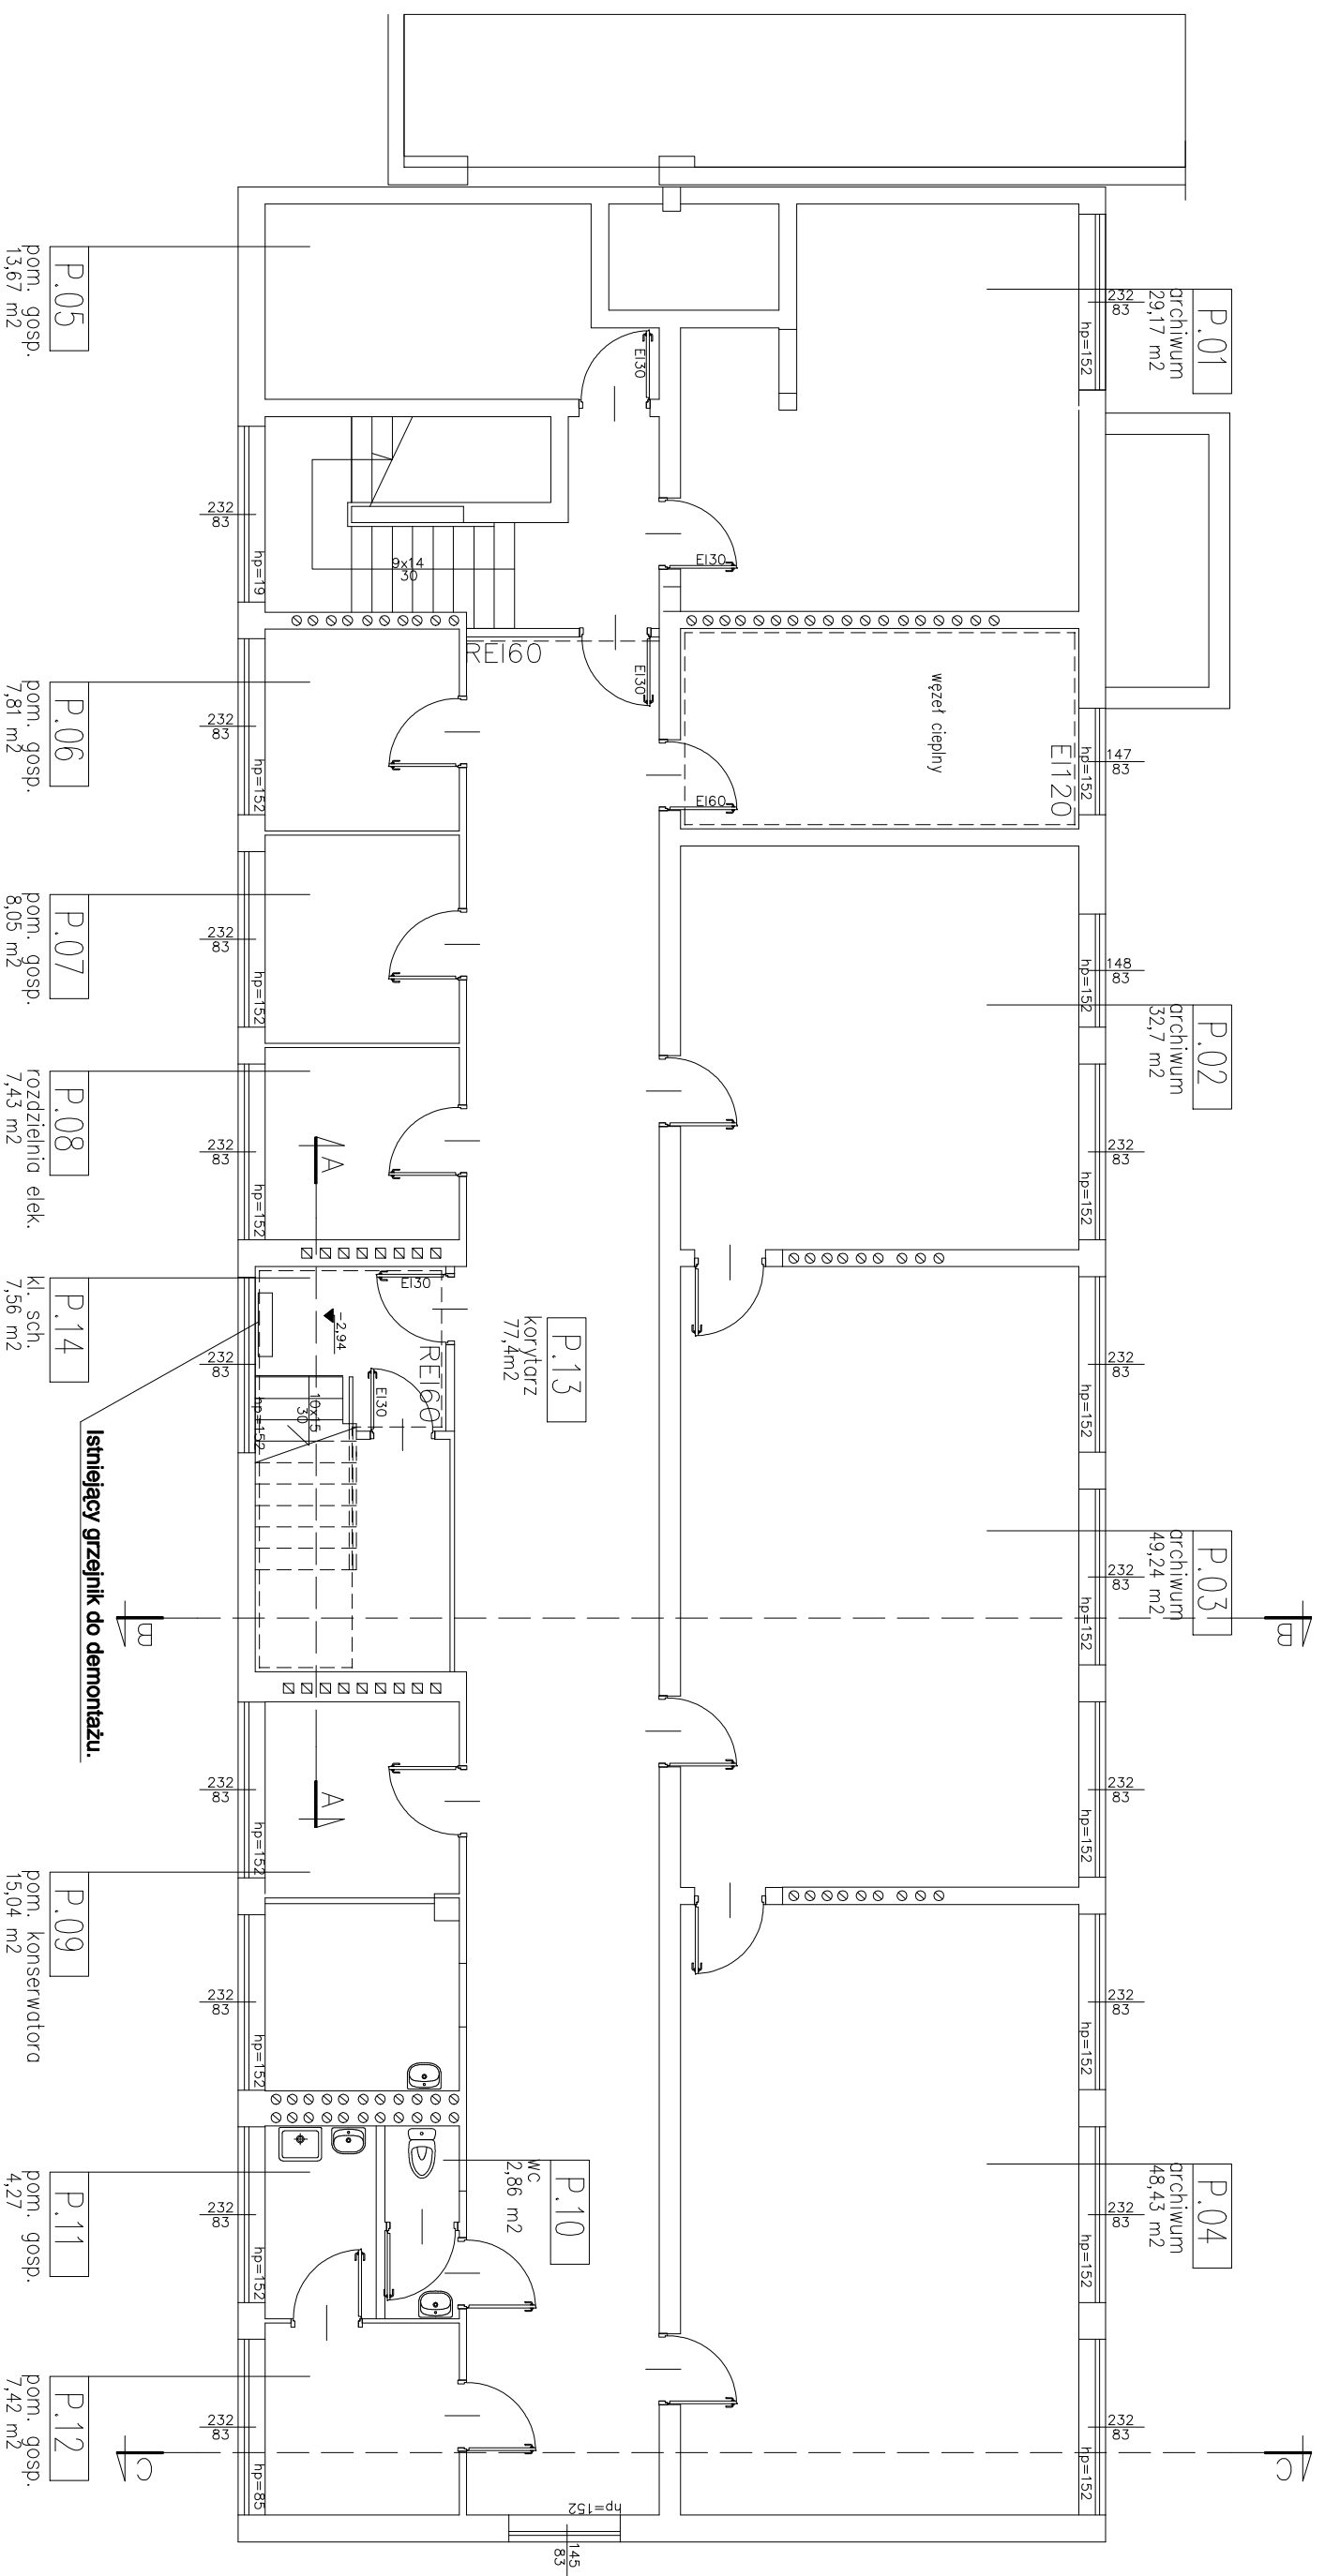 P.01
archiwum
29,17 m2
P.02
archiwum
32,7 m2
P.03
archiwum
49,24 m2
P.04
archiwum
48,43 m2
232
83
hp=152
147
83
hp=152
148
83
hp=152
232
83
hp=152
232
83
hp=152
232
83
hp=152
232
83
hp=152
232
83
hp=152
232
83
hp=152
232
83
hp=152
B
C
węzeł cieplny
EI120
EI30
EI30
EI30
EI60
REI60
9x14
30
P.13
korytarz
77,4m2
P.10
wc
2,86 m2
hp=152
145
83
A
EI30
-2,94
REI60
EI30
10x15
30
A
232
83
hp=19
232
83
hp=152
232
83
hp=152
232
83
hp=152
232
83
hp=152
232
83
hp=152
232
83
hp=152
232
83
hp=152
232
83
hp=85
B
C
Istniejący grzejnik do demontażu.
P.05
pom. gosp.
13,67 m2
P.06
pom. gosp.
7,81 m2
P.07
pom. gosp.
8,05 m2
P.08
rozdzielnia elek.
7,43 m2
P.14
kl. sch.
7,56 m2
P.09
pom. konserwatora
15,04 m2
P.11
pom. gosp.
4,27
P.12
pom. gosp.
7,42 m2